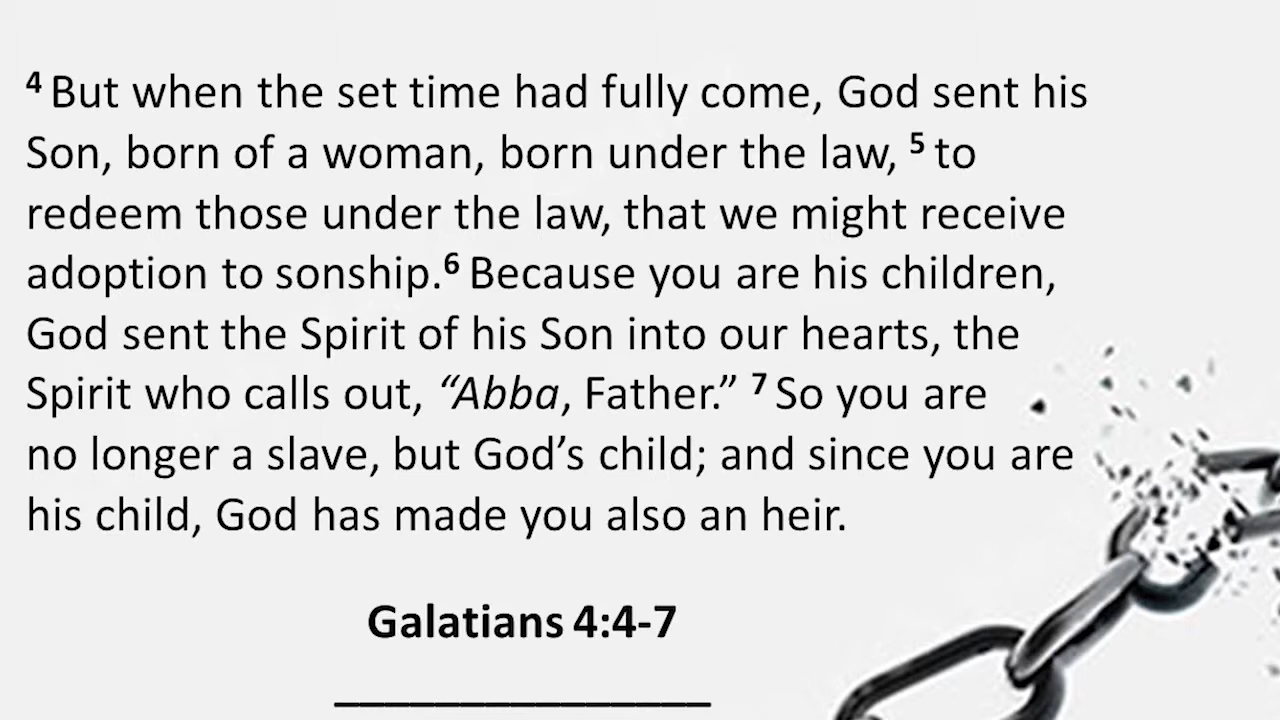 4 But when the set time had fully come, God sent his
Son, born of a woman, born under the law, 5 to
redeem those under the law, that we might receive
adoption to sonship.6 Because you are his children,
God sent the Spirit of his Son into our hearts, the
Spirit who calls out, “Abba, Father.” 7 So you are
no longer a slave, but God’s child; and since you are
his child, God has made you also an heir.
Galatians 4:4-7